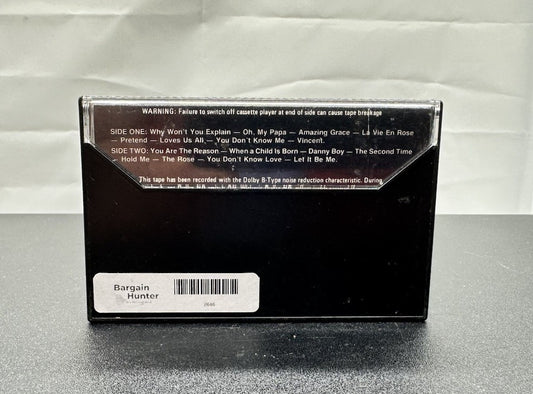 WARNING: Failure to switch off cassette player at end of side can cause tape breakage
SIDE ONE: Why Won't You Explain — Oh, My Papa — Amazing Grace — La Vie En Rose
— Pretend — Loves Us All — You Don't Know Me — Vincent.
SIDE TWO: You Are The Reason — When a Child is Born — Danny Boy — The Second Time
— Hold Me — The Rose — You Don't Know Love — Let It Be Me.
This tape has been recorded with the Dolby B-Type noise reduction characteristic. During
Bargain
Hunter
2646